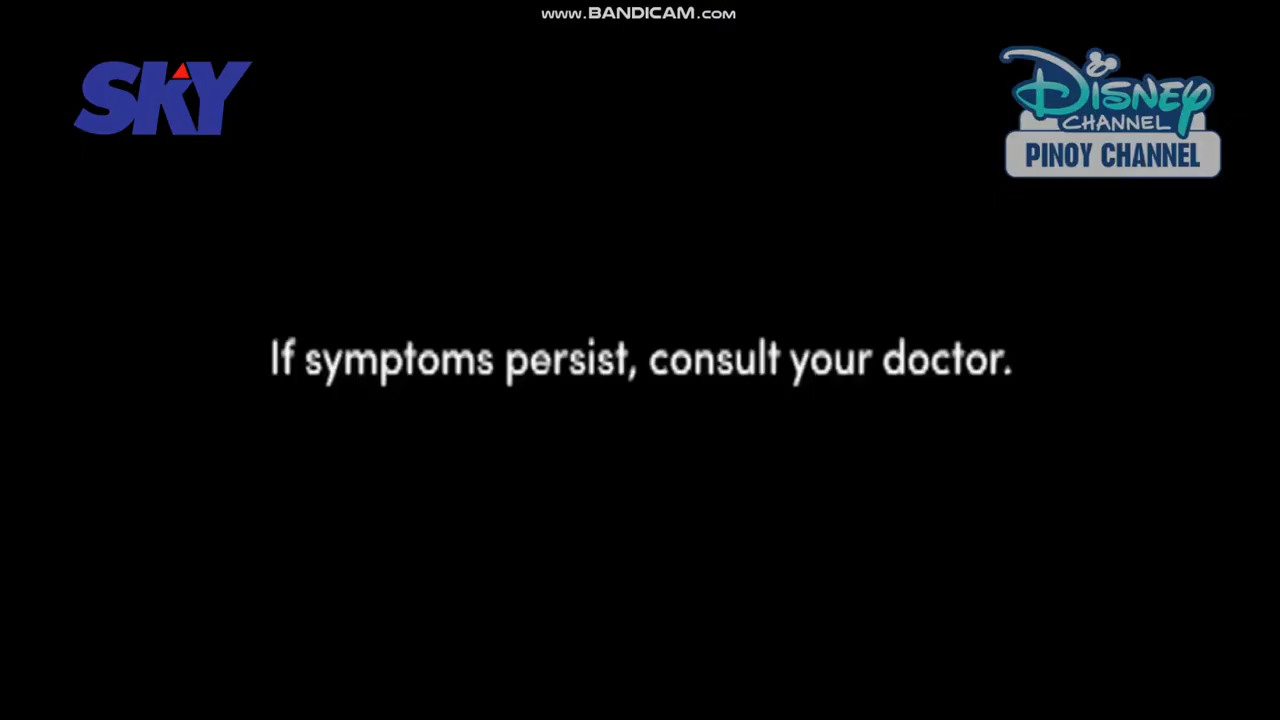 www.BANDICAM.com
SKY
DISNEY
CHANNEL
PINOY CHANNEL
If symptoms persist, consult your doctor.